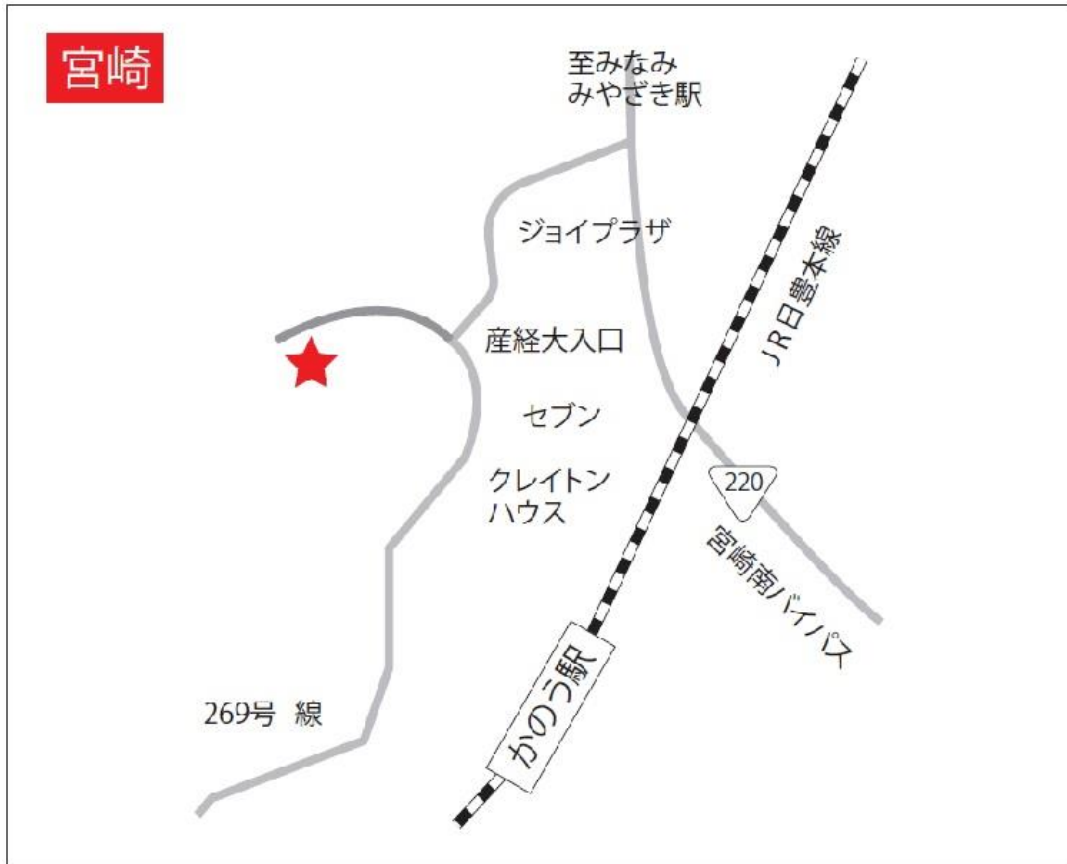 宮崎
至みなみ
みやざき駅
ジョイプラザ
JR日豊本線
産経大入口
セブン
クレイトン
ハウス
220
宮崎南バイパス
かのう駅
269号 線